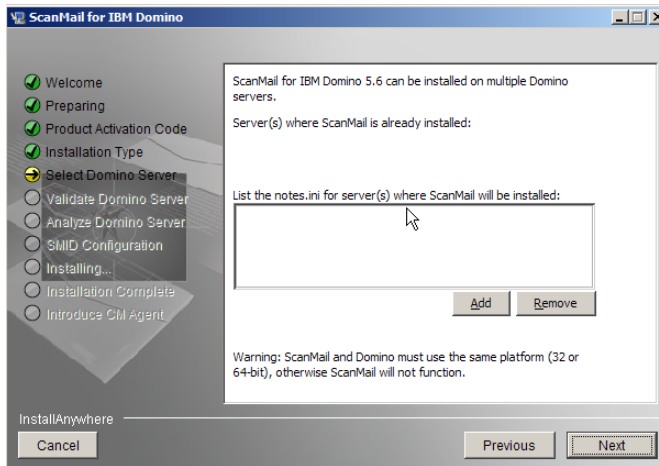 ScanMail for IBM Domino
Welcome
Preparing
Product Activation Code
Installation Type
Select Domino Server
Validate Domino Server
Analyze Domino Server
SMID Configuration
Installing...
Installation Complete
Introduce CM Agent
ScanMail for IBM Domino 5.6 can be installed on multiple Domino
servers.
Server(s) where ScanMail is already installed:
List the notes.ini for server(s) where ScanMail will be installed:
Add
Remove
Warning: ScanMail and Domino must use the same platform (32 or
64-bit), otherwise ScanMail will not function.
InstallAnywhere
Cancel
Previous
Next